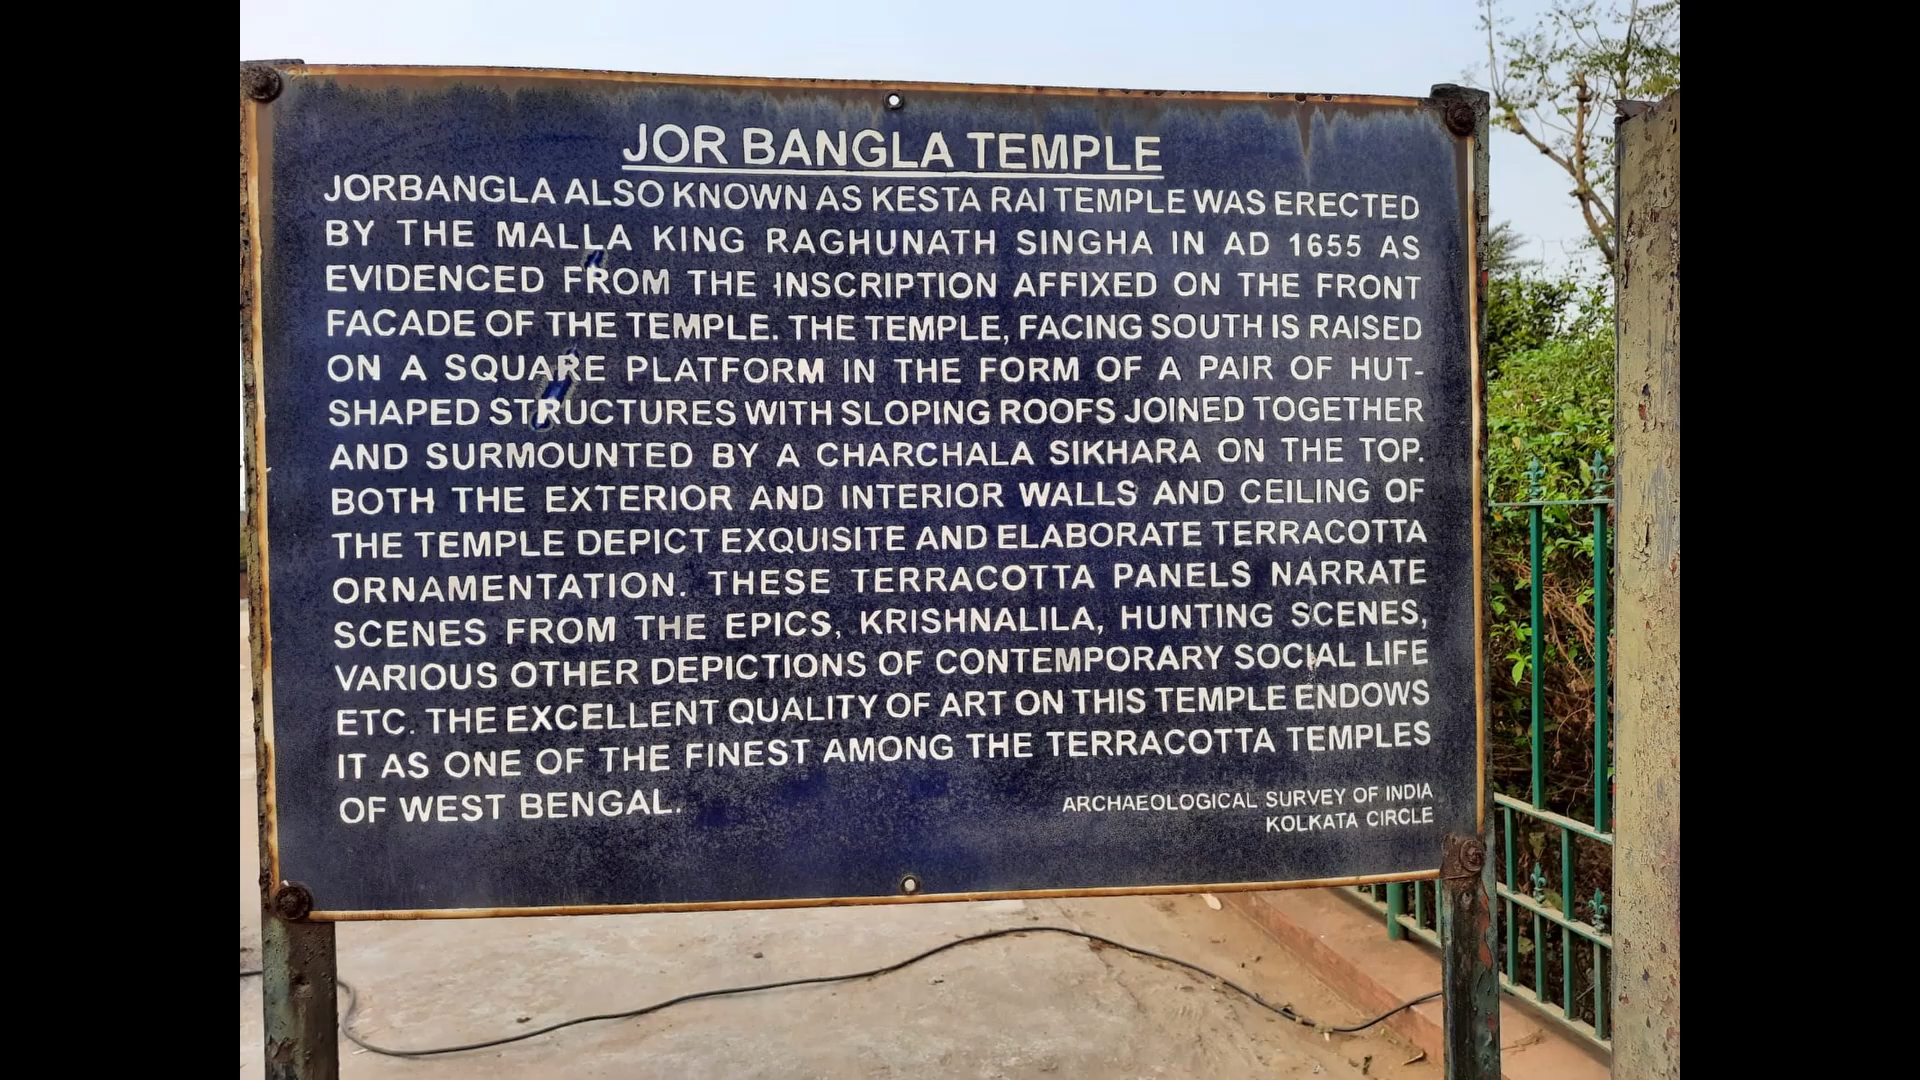 JOR BANGLA TEMPLE
JORBANGLA ALSO KNOWN AS KESTA RAI TEMPLE WAS ERECTED
BY THE MALLA KING RAGHUNATH SINGHA IN AD 1655 AS
EVIDENCED FROM THE INSCRIPTION AFFIXED ON THE FRONT
FACADE OF THE TEMPLE. THE TEMPLE, FACING SOUTH IS RAISED
ON A SQUARE PLATFORM IN THE FORM OF A PAIR OF HUT-
SHAPED STRUCTURES WITH SLOPING ROOFS JOINED TOGETHER
AND SURMOUNTED BY A CHARCHALA SIKHARA ON THE TOP.
BOTH THE EXTERIOR AND INTERIOR WALLS AND CEILING OF
THE TEMPLE DEPICT EXQUISITE AND ELABORATE TERRACOTTA
ORNAMENTATION. THESE TERRACOTTA PANELS NARRATE
SCENES FROM THE EPICS, KRISHNALILA, HUNTING SCENES,
VARIOUS OTHER DEPICTIONS OF CONTEMPORARY SOCIAL LIFE
ETC. THE EXCELLENT QUALITY OF ART ON THIS TEMPLE ENDOWS
IT AS ONE OF THE FINEST AMONG THE TERRACOTTA TEMPLES
OF WEST BENGAL.
ARCHAEOLOGICAL SURVEY OF INDIA
KOLKATA CIRCLE